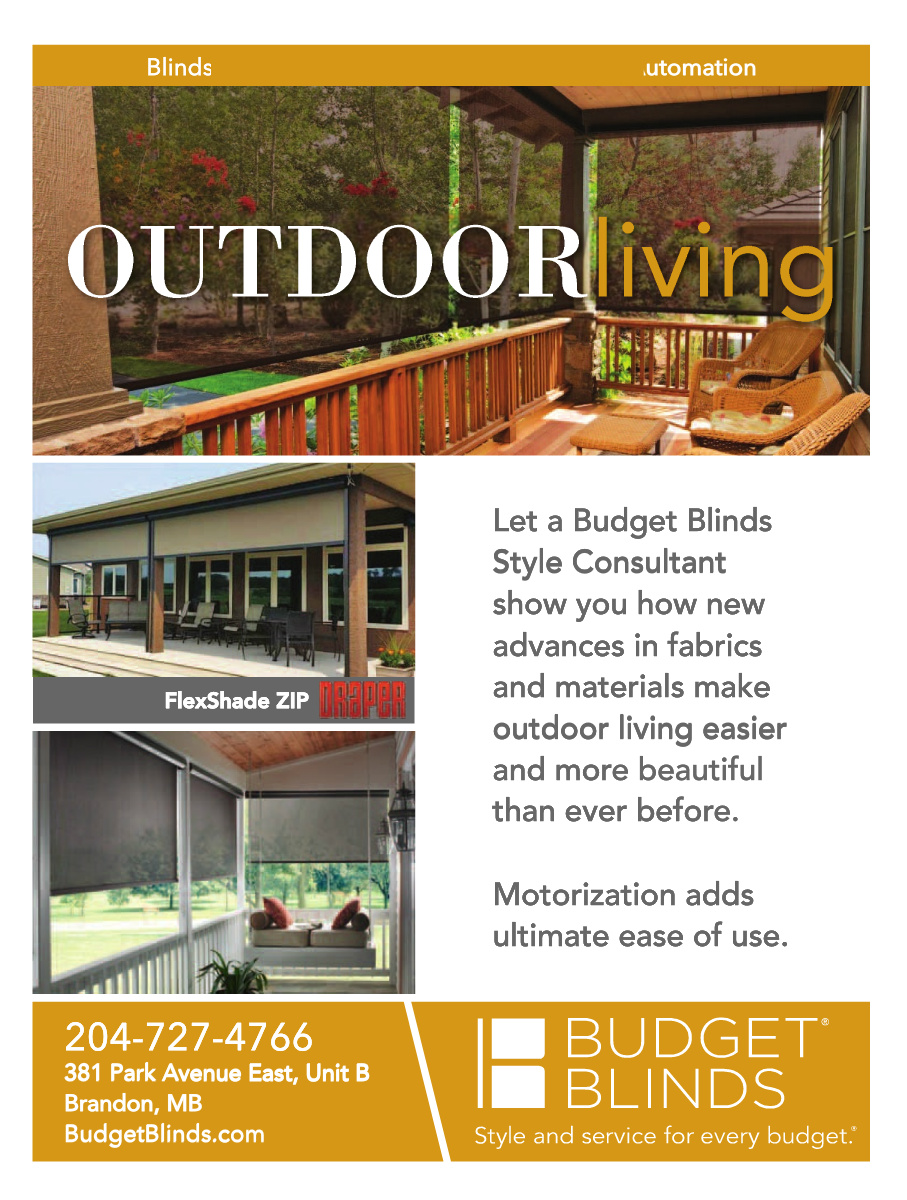 Blinds
utomation
OUTDOORliving
Let a Budget Blinds
Style Consultant
show you how new
advances in fabrics
and materials make
outdoor living easier
and more beautiful
than ever before.
Motorization adds
ultimate ease of use.
FlexShade ZIP DRAPER
204-727-4766
381 Park Avenue East, Unit B
Brandon, MB
BudgetBlinds.com
BUDGET®
BLINDS
Style and service for every budget.®